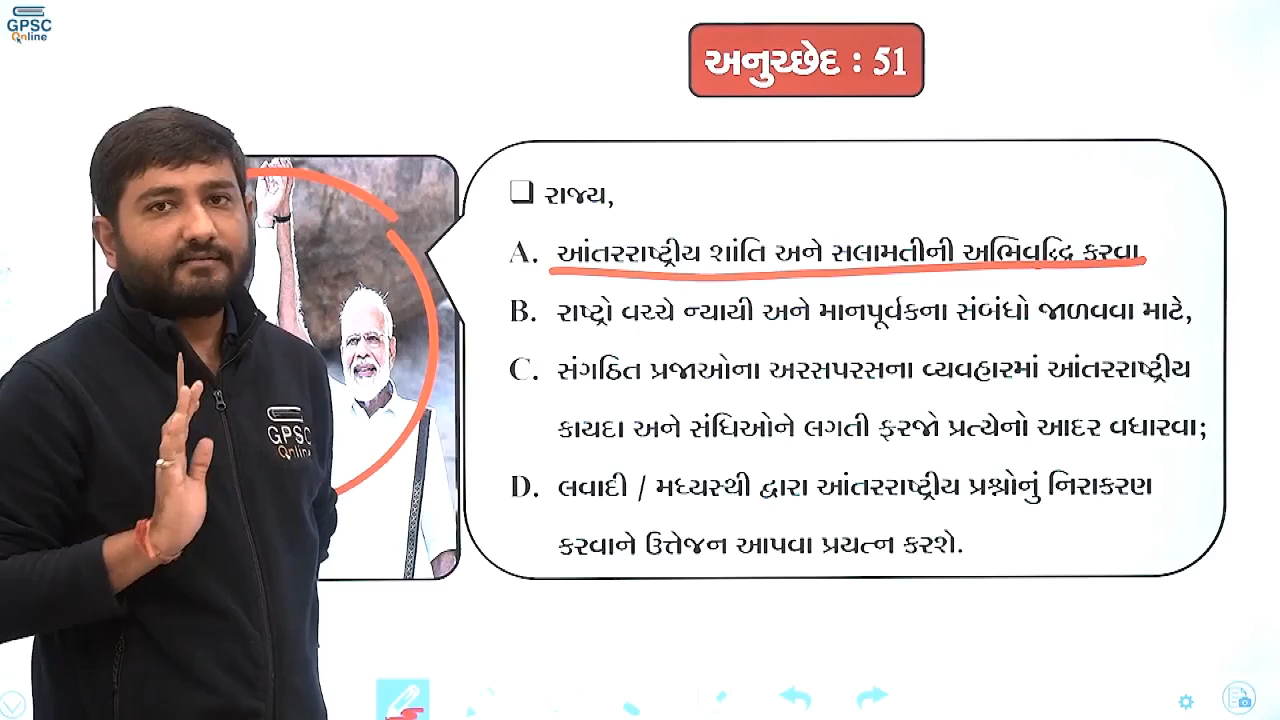 GPSC
Online
અનુચ્છેદ : 51
❑ રાજ્ય,
A. આંતરરાષ્ટ્રીય શાંતિ અને સલામતીની અભિવૃદ્ધિ કરવા
B. રાષ્ટ્રો વચ્ચે ન્યાયી અને માનપૂર્વકના સંબંધો જાળવવા માટે,
C. સંગઠિત પ્રજાઓના અરસપરસના વ્યવહારમાં આંતરરાષ્ટ્રીય
કાયદા અને સંધિઓને લગતી ફરજો પ્રત્યેનો આદર વધારવા;
D. લવાદી / મધ્યસ્થી દ્વારા આંતરરાષ્ટ્રીય પ્રશ્નોનું નિરાકરણ
કરવાને ઉત્તેજન આપવા પ્રયત્ન કરશે.
GPSC
Online